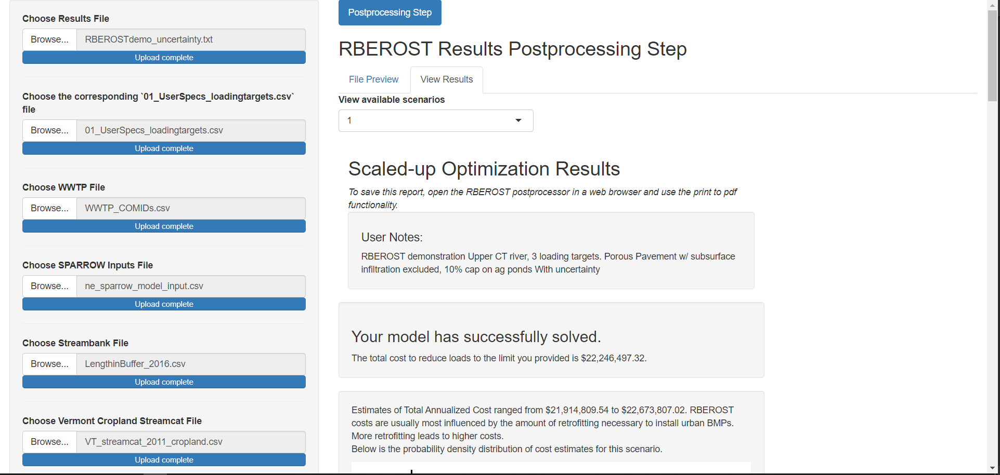 Choose Results File
Browse... RBEROSTdemo_uncertainty.txt
Upload complete
Choose the corresponding `01_UserSpecs_loadingtargets.csv`
file
Browse... 01_UserSpecs_loadingtargets.csv
Upload complete
Choose WWTP File
Browse... WWTP_COMIDs.csv
Upload complete
Choose SPARROW Inputs File
Browse... ne_sparrow_model_input.csv
Upload complete
Choose Streambank File
Browse... LengthinBuffer_2016.csv
Upload complete
Choose Vermont Cropland Streamcat File
Browse... VT_streamcat_2011_cropland.csv
Upload complete
Postprocessing Step
RBEROST Results Postprocessing Step
File Preview View Results
View available scenarios
1
Scaled-up Optimization Results
To save this report, open the RBEROST postprocessor in a web browser and use the print to pdf
functionality.
User Notes:
RBEROST demonstration Upper CT river, 3 loading targets. Porous Pavement w/ subsurface
infiltration excluded, 10% cap on ag ponds With uncertainty
Your model has successfully solved.
The total cost to reduce loads to the limit you provided is $22,246,497.32.
Estimates of Total Annualized Cost ranged from $21,914,809.54 to $22,673,807.02. RBEROST
costs are usually most influenced by the amount of retrofitting necessary to install urban BMPs.
More retrofitting leads to higher costs.
Below is the probability density distribution of cost estimates for this scenario.